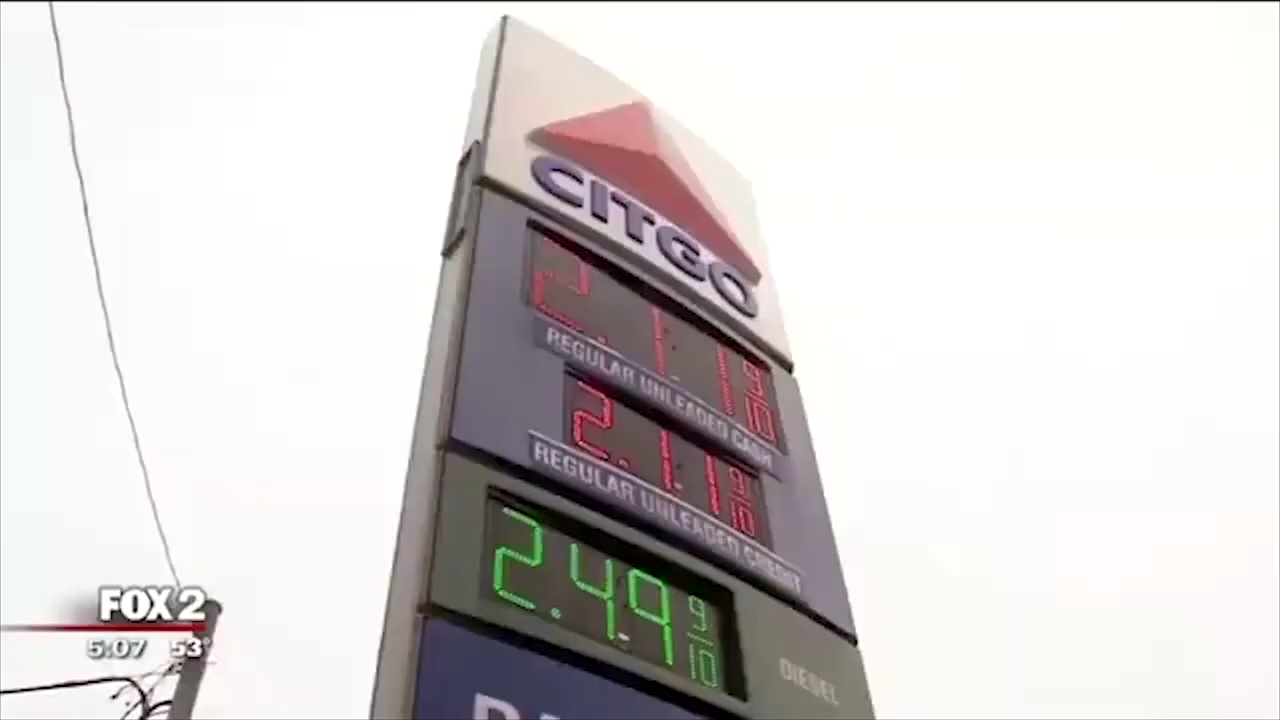 CITGO
2.11 9/10
REGULAR UNLEADED CASH
2.11 9/10
REGULAR UNLEADED CREDIT
2.49 9/10
DIESEL
FOX 2
5:07 53°